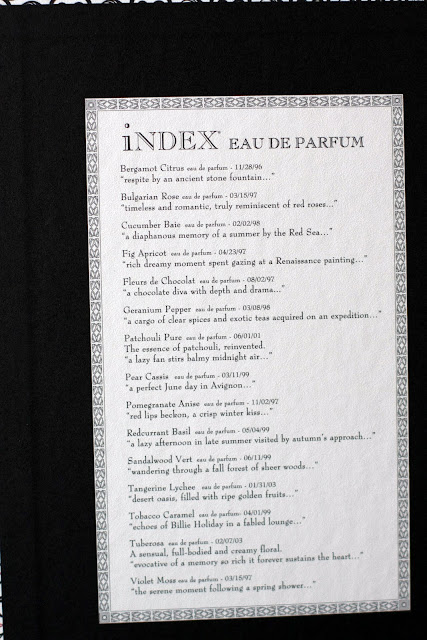 iNDEX® EAU DE PARFUM
Bergamot Citrus eau de parfum - 11/28/96
“respite by an ancient stone fountain...”
Bulgarian Rose eau de parfum - 03/15/97
“timeless and romantic, truly reminiscent of red roses...”
Cucumber Baie eau de parfum - 02/02/98
“a diaphanous memory of a summer by the Red Sea...”
Fig Apricot eau de parfum - 04/23/97
“rich dreamy moment spent gazing at a Renaissance painting...”
Fleurs de Chocolat eau de parfum - 08/02/97
“a chocolate diva with depth and drama...”
Geranium Pepper eau de parfum - 03/08/98
“a cargo of clear spices and exotic teas acquired on an expedition...”
Patchouli Pure eau de parfum - 06/01/01
The essence of patchouli, reinvented.
“a lazy fan stirs balmy midnight air...”
Pear Cassis eau de parfum - 03/11/99
“a perfect June day in Avignon...”
Pomegranate Anise eau de parfum - 11/02/97
“red lips beckon, a crisp winter kiss...”
Redcurrant Basil eau de parfum - 05/04/99
“a lazy afternoon in late summer visited by autumn’s approach...”
Sandalwood Vert eau de parfum - 06/11/99
“wandering through a fall forest of sheer woods...”
Tangerine Lychee eau de parfum - 01/31/03
“desert oasis, filled with ripe golden fruits...”
Tobacco Caramel eau de parfum- 04/01/99
“echoes of Billie Holiday in a fabled lounge...”
Tuberosa eau de parfum - 02/07/03
A sensual, full-bodied and creamy floral.
“evocative of a memory so rich it forever sustains the heart...”
Violet Moss eau de parfum - 03/15/97
“the serene moment following a spring shower...”